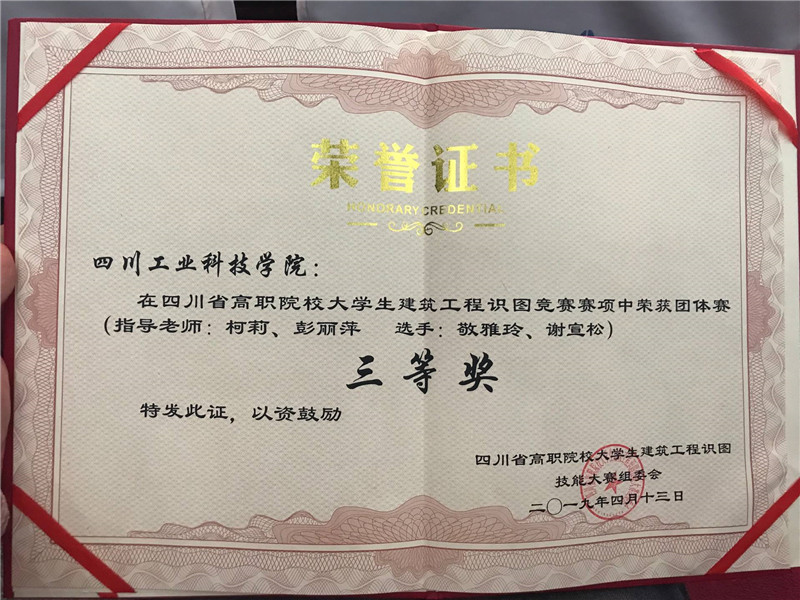 荣誉证书
HONORARY CREDENTIAL
四川工业科技学院：
在四川省高职院校大学生建筑工程识图竞赛赛项中荣获团体赛
（指导老师：柯莉、彭丽萍　选手：敬雅玲、谢宣松）
三等奖
特发此证，以资鼓励
四川省高职院校大学生建筑工程识图
技能大赛组委会
二〇一九年四月十三日